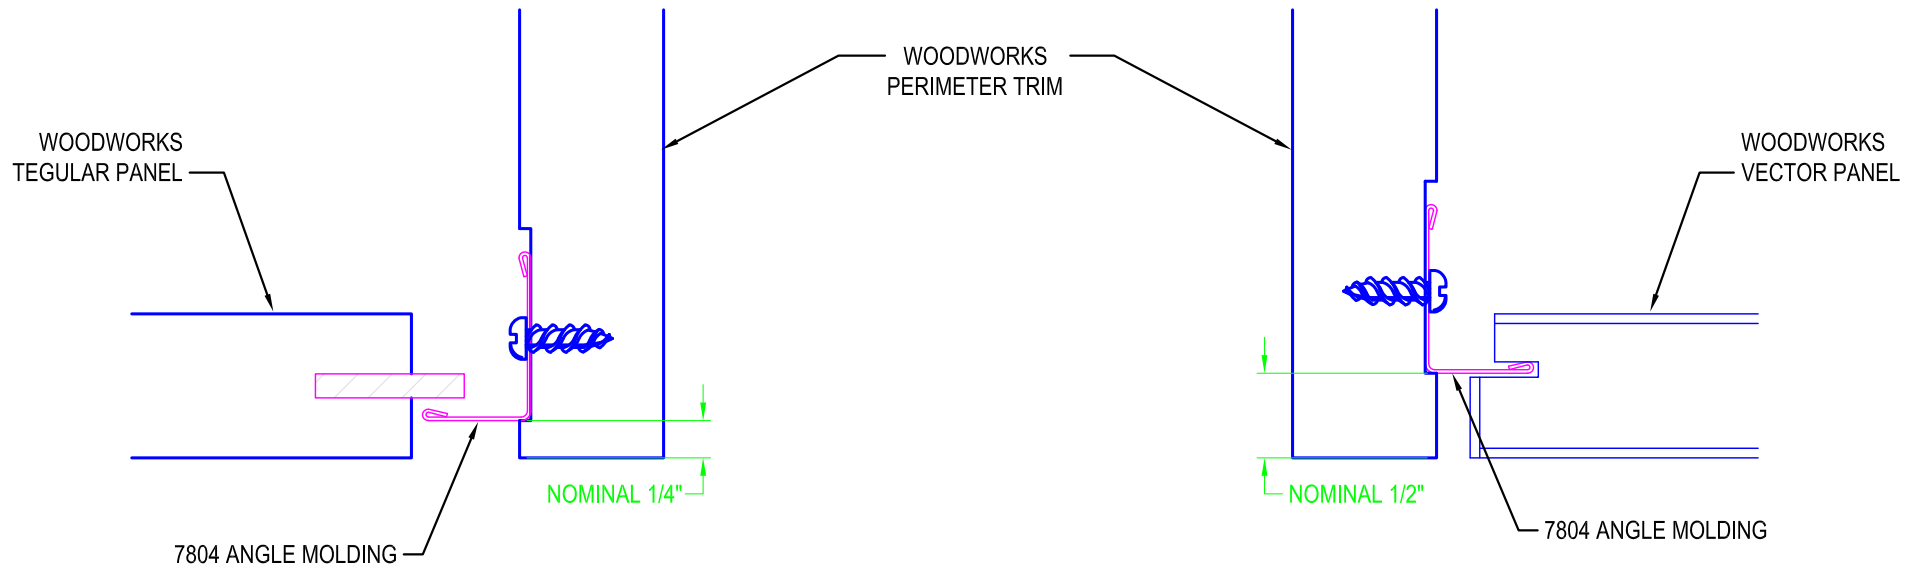 WOODWORKS
PERIMETER TRIM
WOODWORKS
TEGULAR PANEL
WOODWORKS
VECTOR PANEL
NOMINAL 1/4"
NOMINAL 1/2"
7804 ANGLE MOLDING
7804 ANGLE MOLDING